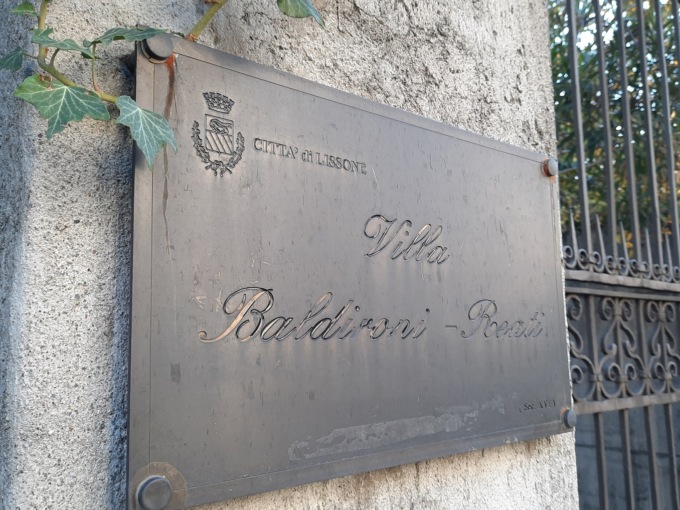 CITTA' di LISSONE
Villa
Baldironi - Reati